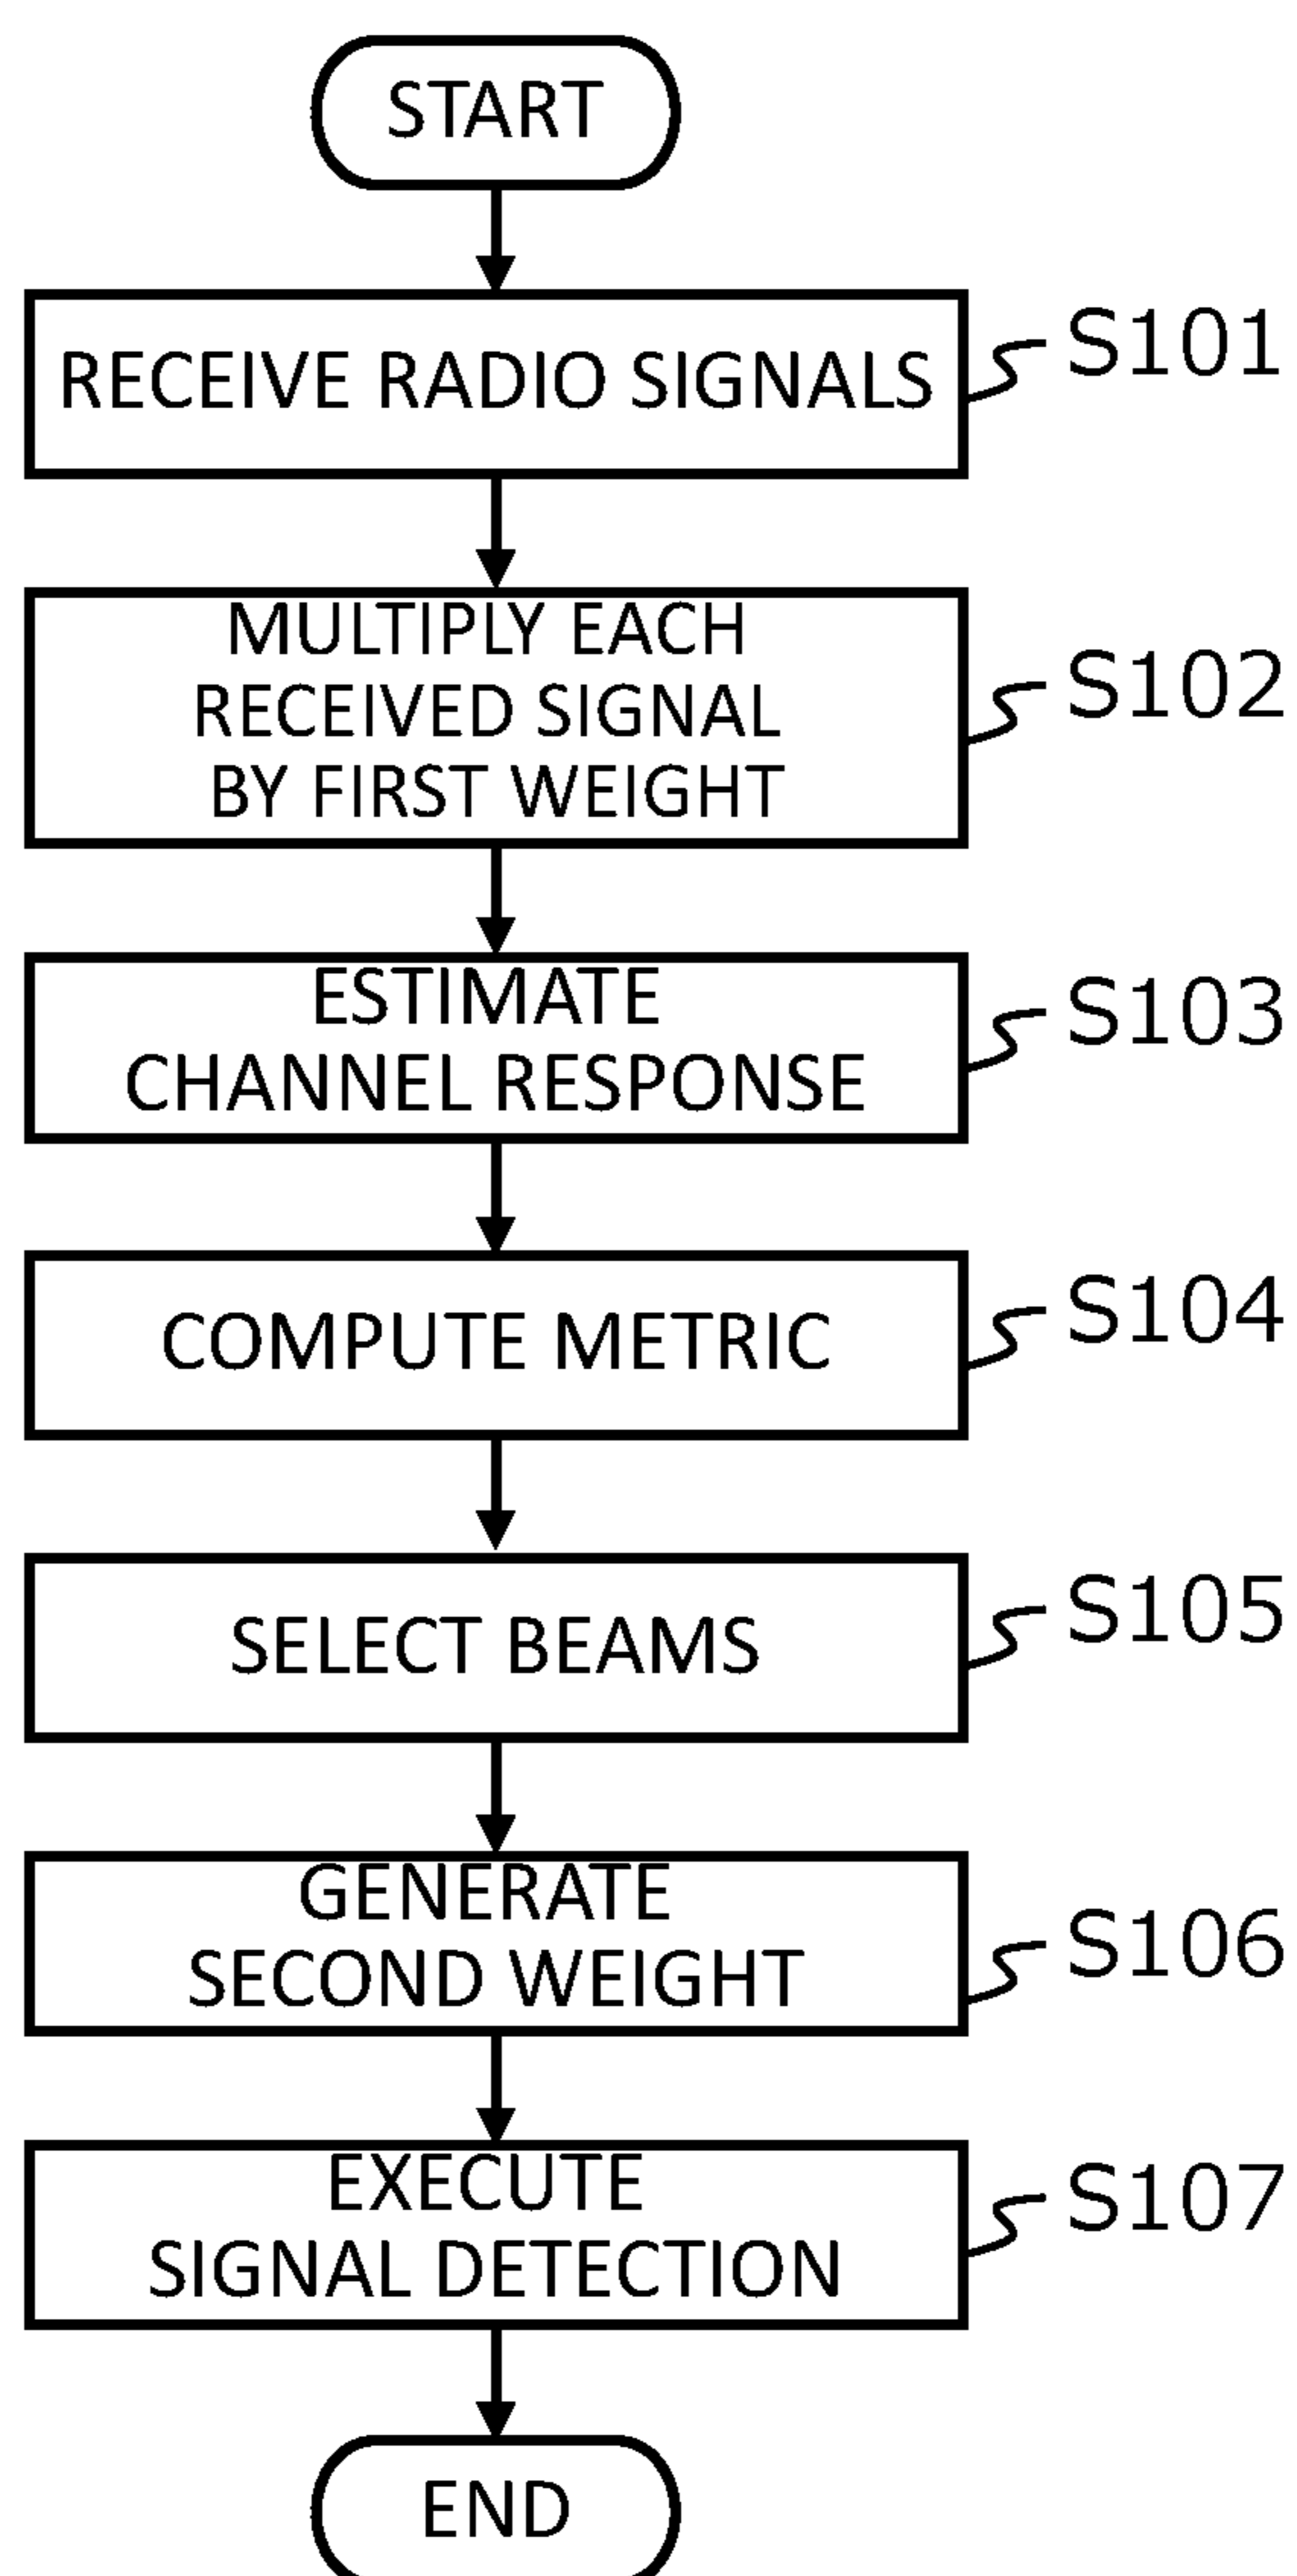 START
RECEIVE RADIO SIGNALS
S101
MULTIPLY EACH
RECEIVED SIGNAL
BY FIRST WEIGHT
S102
ESTIMATE
CHANNEL RESPONSE
S103
COMPUTE METRIC
S104
SELECT BEAMS
S105
GENERATE
SECOND WEIGHT
S106
EXECUTE
SIGNAL DETECTION
S107
END